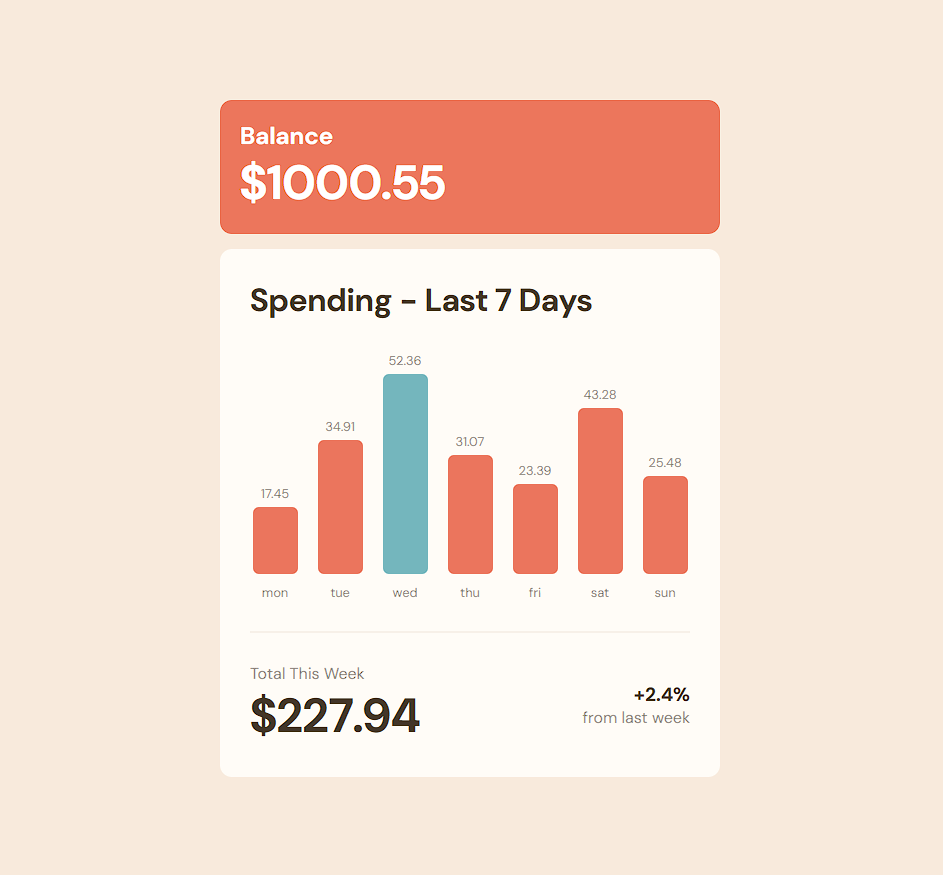 Balance
$1000.55
Spending – Last 7 Days
17.45 34.91 52.36 31.07 23.39 43.28 25.48
mon tue wed thu fri sat sun
Total This Week
$227.94
+2.4%
from last week